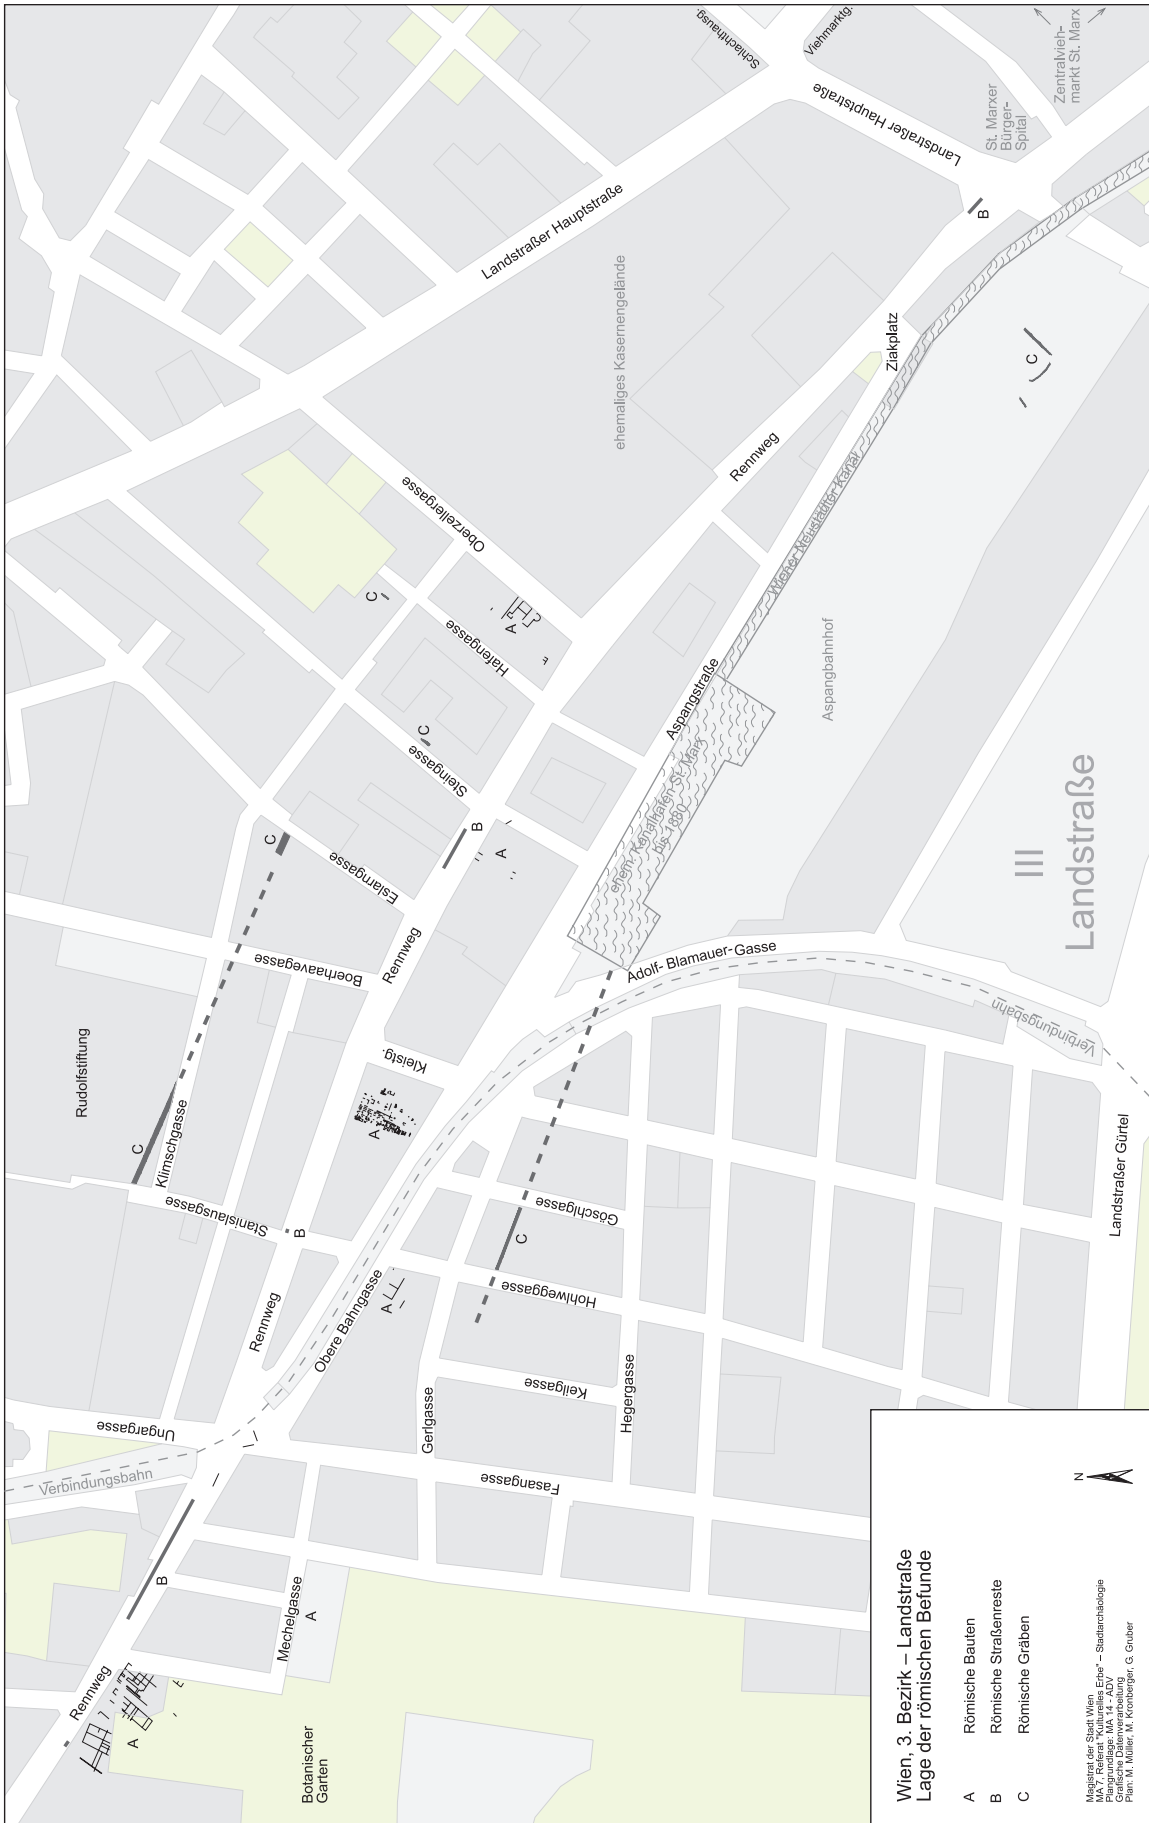 Wien, 3. Bezirk – Landstraße
Lage der römischen Befunde
A Römische Bauten
B Römische Straßenreste
C Römische Gräben
N
Magistrat der Stadt Wien
MA 7, Referat "Kulturelles Erbe" – Stadtarchäologie
Plangrundlage: MA 14 - ADV
Grafische Datenverarbeitung
Plan: M. Müller, M. Kronberger, G. Gruber
Botanischer
Garten
Rennweg
A
B
Mechelgasse
A
Verbindungsbahn
Ungargasse
Fasangasse
Gerlgasse
Keilgasse
Hegergasse
Rennweg
Obere Bahngasse
A
Hohlweggasse
C
Göschlgasse
Stanislausgasse
B
Klimschgasse
C
Rudolfstiftung
A
Kleistg.
Boerhaavegasse
Rennweg
Adolf- Blamauer-Gasse
Verbindungsbahn
Landstraßer Gürtel
III
Landstraße
Eslarngasse
C
B
A
Steingasse
C
ehem. Kanalhafen St. Marx
bis 1880
Aspangstraße
Aspangbahnhof
Hafengasse
A
C
Oberzellergasse
Wiener Neustädter Kanal
Rennweg
ehemaliges Kasernengelände
Ziakplatz
C
Landstraßer Hauptstraße
B
Landstraßer Hauptstraße
St. Marxer
Bürger-
Spital
Zentralvieh-
markt St. Marx
Schlachthausg.
Viehmarktg.